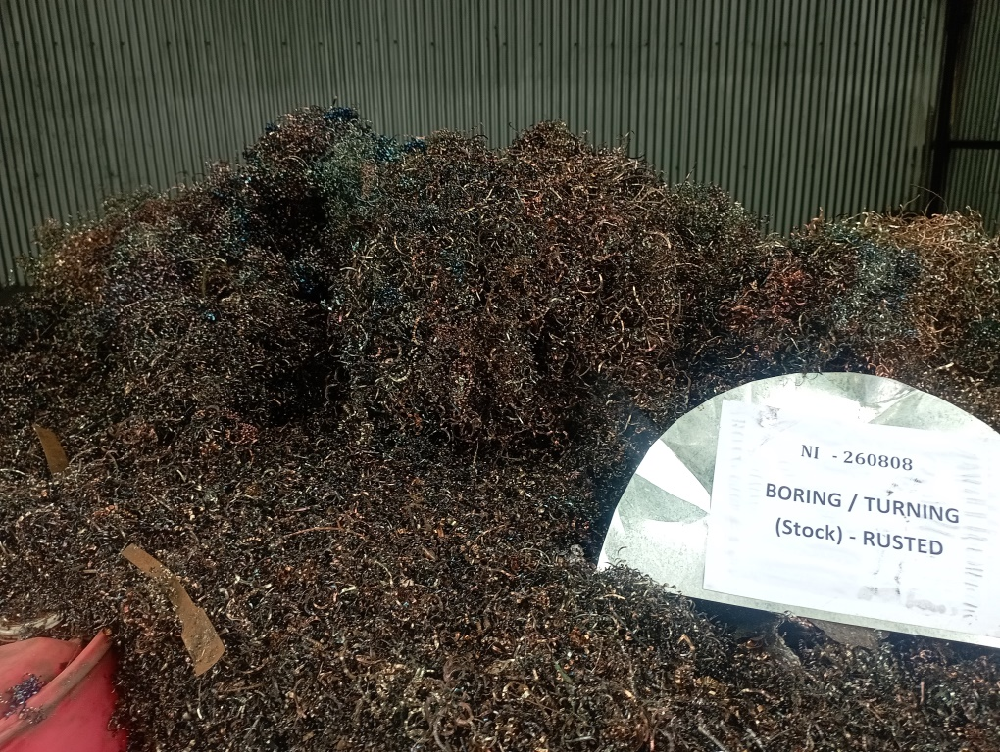 NI - 260808
BORING / TURNING
(Stock) - RUSTED